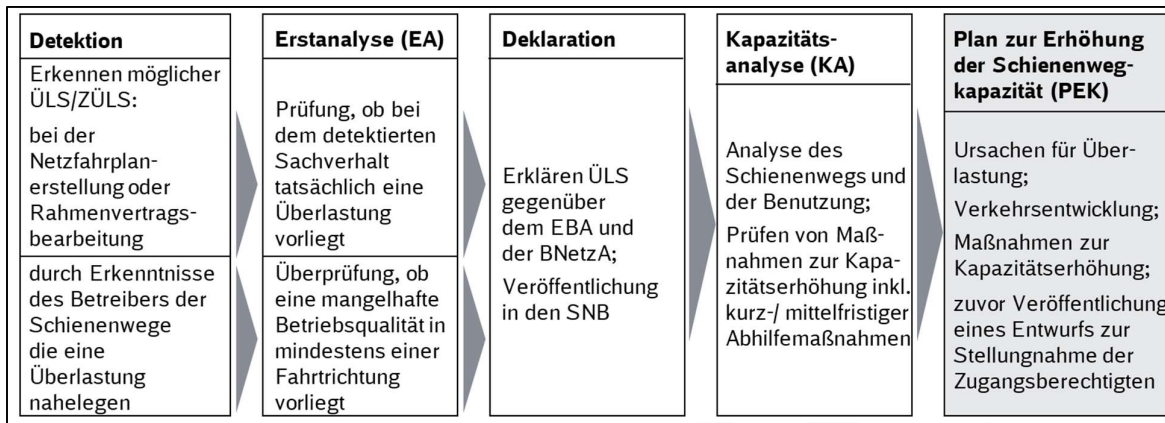 Detektion
Erkennen möglicher
ÜLS/ZÜLS:
bei der
Netzfahrplan-
erstellung oder
Rahmenvertrags-
bearbeitung
durch Erkenntnisse
des Betreibers der
Schienenwege
die eine
Überlastung
nahelegen
Erstanalyse (EA)
Prüfung, ob bei
dem detektierten
Sachverhalt
tatsächlich eine
Überlastung
vorliegt
Überprüfung, ob
eine mangelhafte
Betriebsqualität in
mindestens einer
Fahrtrichtung
vorliegt
Deklaration
Erklären ÜLS
gegenüber
dem EBA und
der BNetzA;
Veröffentlichung
in den SNB
Kapazitäts-
analyse (KA)
Analyse des
Schienenwegs und
der Benutzung;
Prüfen von Maß-
nahmen zur Kapa-
zitätserhöhung inkl.
kurz-/ mittelfristiger
Abhilfemaßnahmen
Plan zur Erhöhung
der Schienenweg-
kapazität (PEK)
Ursachen für Über-
lastung;
Verkehrsentwicklung;
Maßnahmen zur
Kapazitätserhöhung;
zuvor Veröffentlichung
eines Entwurfs zur
Stellungnahme der
Zugangsberechtigten